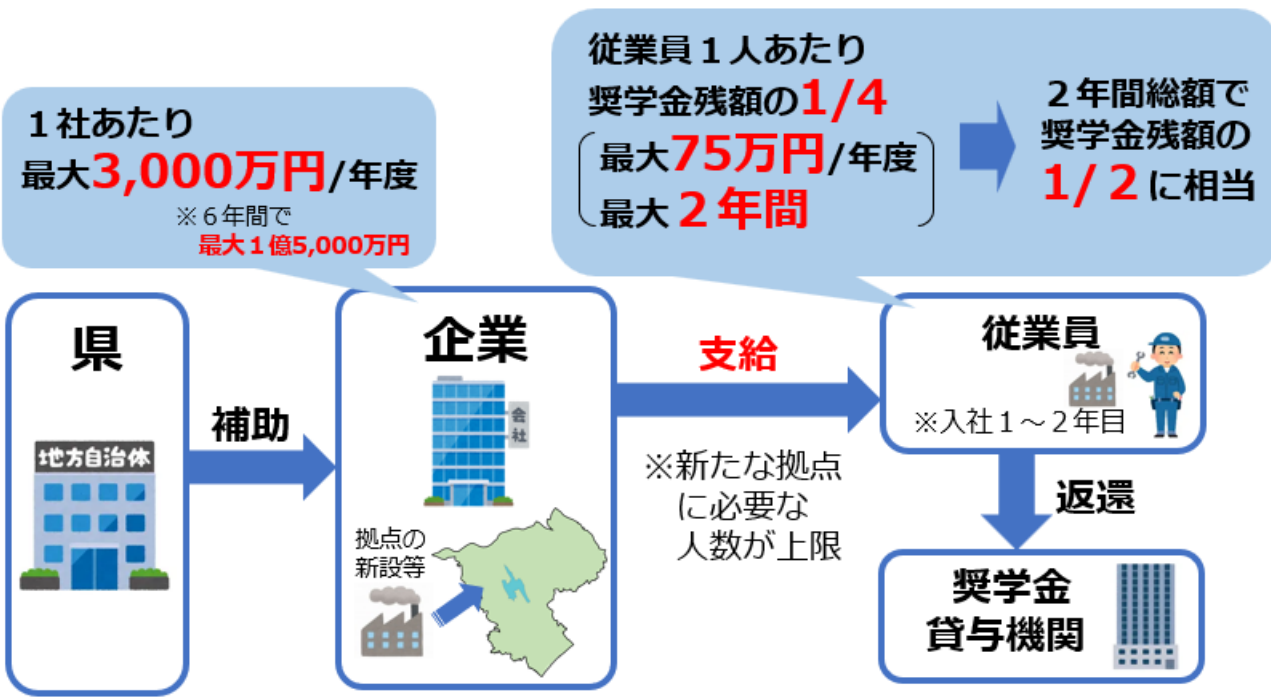 従業員１人あたり
奨学金残額の1/4
最大75万円/年度
最大２年間
２年間総額で
奨学金残額の
1/２に相当
１社あたり
最大3,000万円/年度
※６年間で
最大１億5,000万円
県
地方自治体
補助
企業
会社
拠点の
新設等
支給
※新たな拠点
に必要な
人数が上限
従業員
※入社１～２年目
返還
奨学金
貸与機関